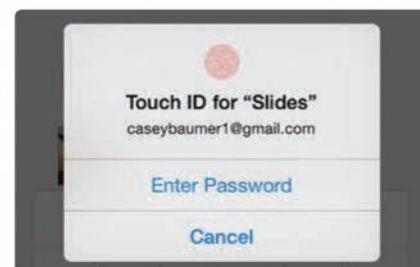 Touch ID for “Slides”
caseybaumer1@gmail.com
Enter Password
Cancel